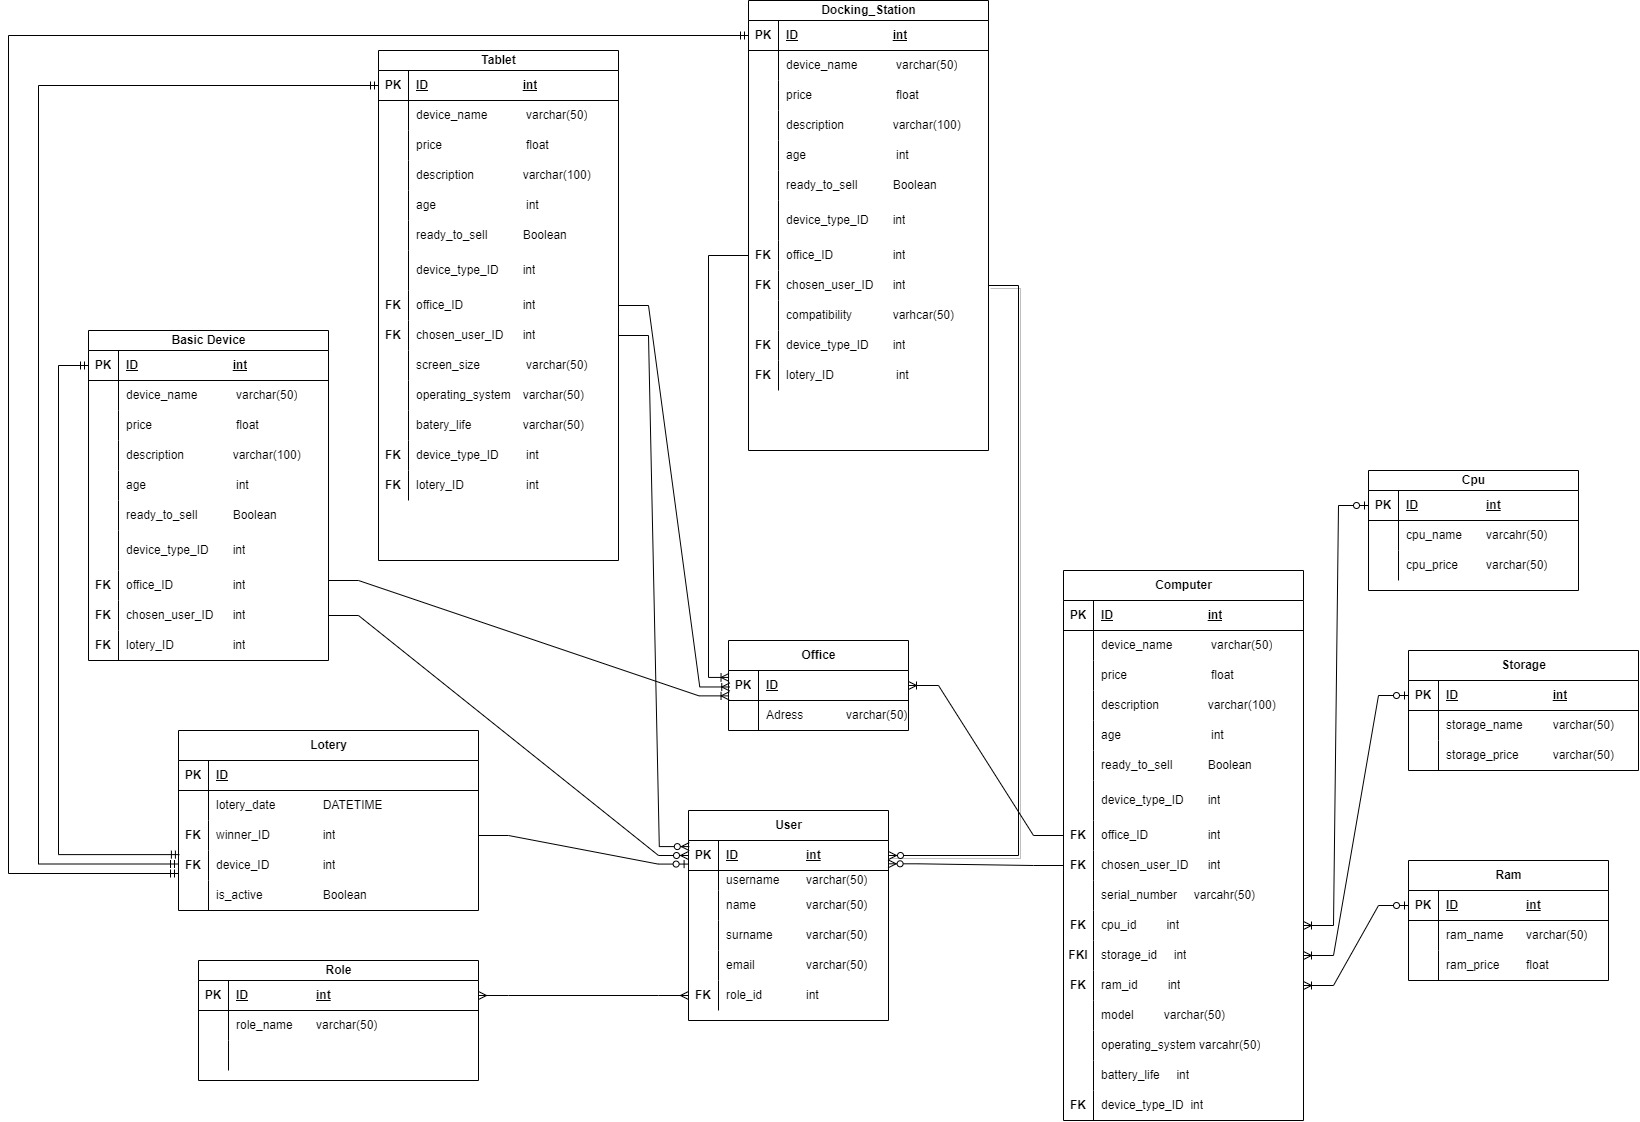 Docking_Station
PK ID int
device_name varchar(50)
price float
description varchar(100)
age int
ready_to_sell Boolean
device_type_ID int
FK office_ID int
FK chosen_user_ID int
compatibility varhcar(50)
FK device_type_ID int
FK lotery_ID int
Tablet
PK ID int
device_name varchar(50)
price float
description varchar(100)
age int
ready_to_sell Boolean
device_type_ID int
FK office_ID int
FK chosen_user_ID int
screen_size varchar(50)
operating_system varchar(50)
batery_life varchar(50)
FK device_type_ID int
FK lotery_ID int
Basic Device
PK ID int
device_name varchar(50)
price float
description varchar(100)
age int
ready_to_sell Boolean
device_type_ID int
FK office_ID int
FK chosen_user_ID int
FK lotery_ID int
Cpu
PK ID int
cpu_name varcahr(50)
cpu_price varchar(50)
Computer
PK ID int
device_name varchar(50)
price float
description varchar(100)
age int
ready_to_sell Boolean
device_type_ID int
FK office_ID int
FK chosen_user_ID int
serial_number varcahr(50)
FK cpu_id int
FKI storage_id int
FK ram_id int
model varchar(50)
operating_system varcahr(50)
battery_life int
FK device_type_ID int
Storage
PK ID int
storage_name varchar(50)
storage_price varchar(50)
Office
PK ID
Adress varchar(50)
Lotery
PK ID
lotery_date DATETIME
FK winner_ID int
FK device_ID int
is_active Boolean
User
PK ID int
username varchar(50)
name varchar(50)
surname varchar(50)
email varchar(50)
FK role_id int
Ram
PK ID int
ram_name varchar(50)
ram_price float
Role
PK ID int
role_name varchar(50)